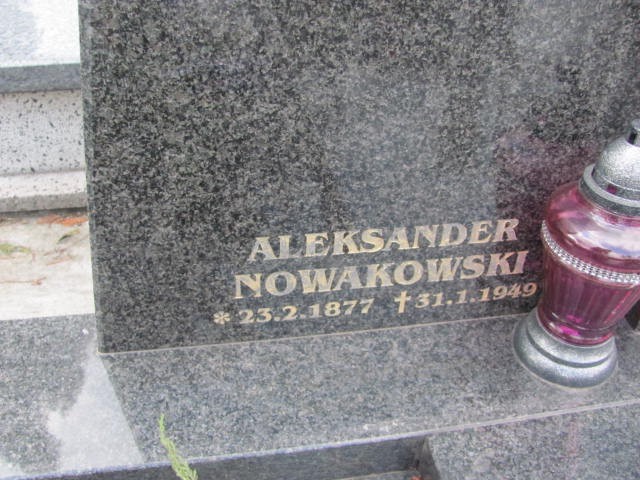 ALEKSANDER
NOWAKOWSKI
* 23.2.1877 †31.1.1949